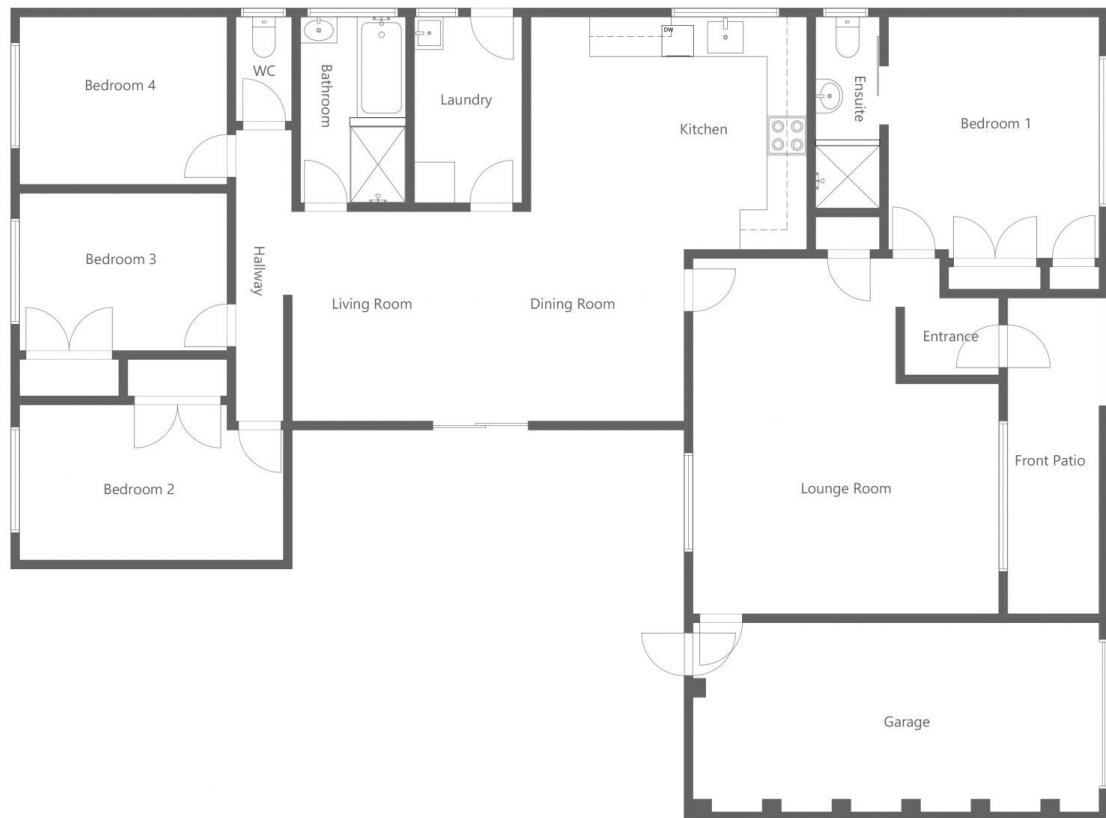 DW
WC
Bedroom 4
Bathroom
Laundry
Kitchen
Ensuite
Bedroom 1
Bedroom 3
Hallway
Living Room
Dining Room
Entrance
Bedroom 2
Lounge Room
Front Patio
Garage